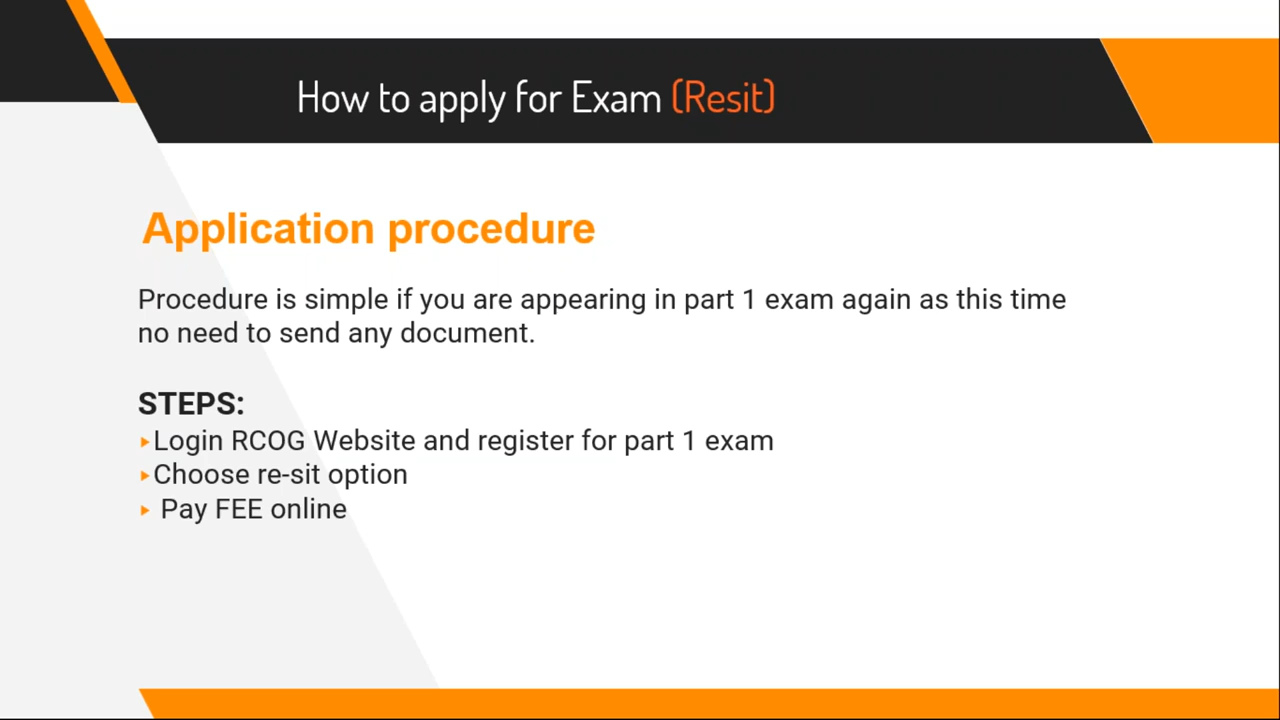 How to apply for Exam (Resit)
Application procedure
Procedure is simple if you are appearing in part 1 exam again as this time
no need to send any document.
STEPS:
▸Login RCOG Website and register for part 1 exam
▸Choose re-sit option
▸ Pay FEE online